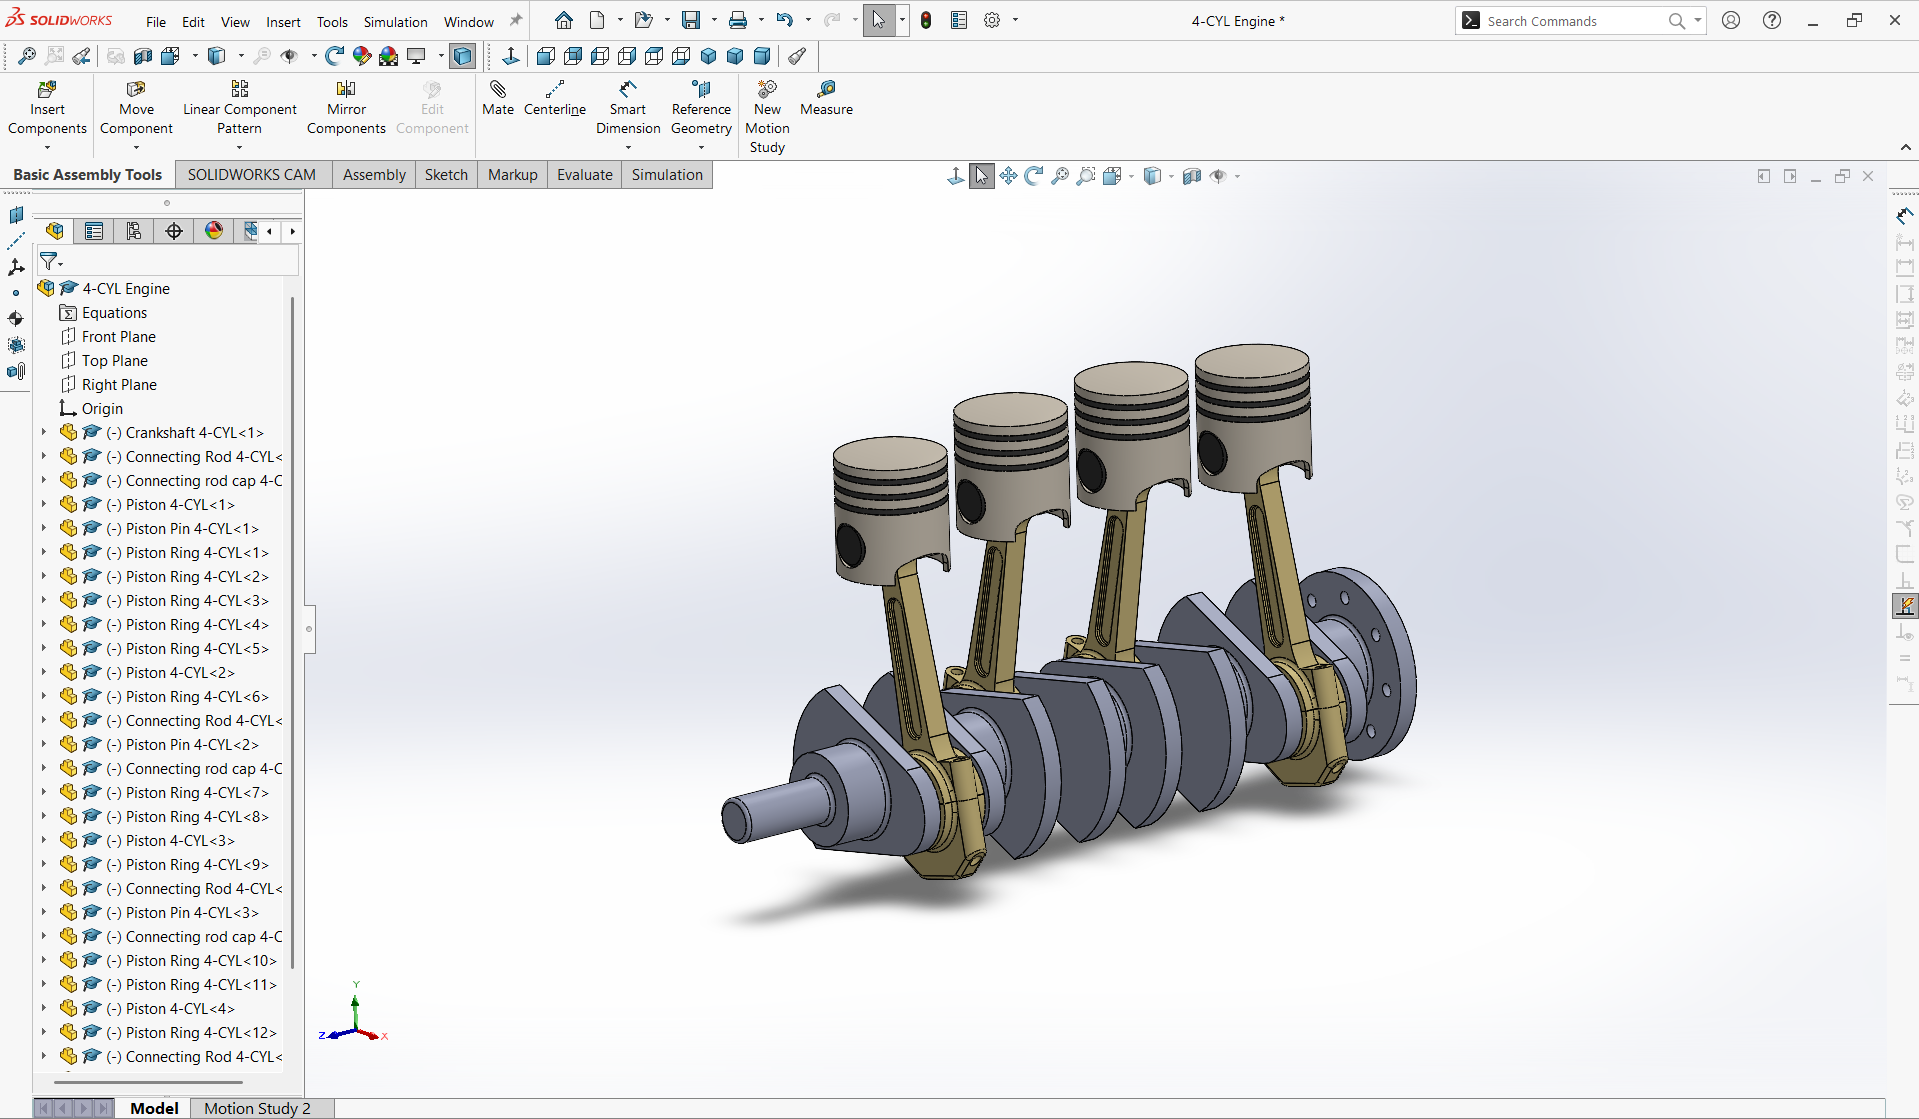 SOLIDWORKS File Edit View Insert Tools Simulation Window 4-CYL Engine * Search Commands
Insert Components
Move Component
Linear Component Pattern
Mirror Components
Edit Component
Mate
Centerline
Smart Dimension
Reference Geometry
New Motion Study
Measure
Basic Assembly Tools SOLIDWORKS CAM Assembly Sketch Markup Evaluate Simulation
4-CYL Engine
Equations
Front Plane
Top Plane
Right Plane
Origin
(-) Crankshaft 4-CYL<1>
(-) Connecting Rod 4-CYL<
(-) Connecting rod cap 4-C
(-) Piston 4-CYL<1>
(-) Piston Pin 4-CYL<1>
(-) Piston Ring 4-CYL<1>
(-) Piston Ring 4-CYL<2>
(-) Piston Ring 4-CYL<3>
(-) Piston Ring 4-CYL<4>
(-) Piston Ring 4-CYL<5>
(-) Piston 4-CYL<2>
(-) Piston Ring 4-CYL<6>
(-) Connecting Rod 4-CYL<
(-) Piston Pin 4-CYL<2>
(-) Connecting rod cap 4-C
(-) Piston Ring 4-CYL<7>
(-) Piston Ring 4-CYL<8>
(-) Piston 4-CYL<3>
(-) Piston Ring 4-CYL<9>
(-) Connecting Rod 4-CYL<
(-) Piston Pin 4-CYL<3>
(-) Connecting rod cap 4-C
(-) Piston Ring 4-CYL<10>
(-) Piston Ring 4-CYL<11>
(-) Piston 4-CYL<4>
(-) Piston Ring 4-CYL<12>
(-) Connecting Rod 4-CYL<
Y
Z X
Model Motion Study 2